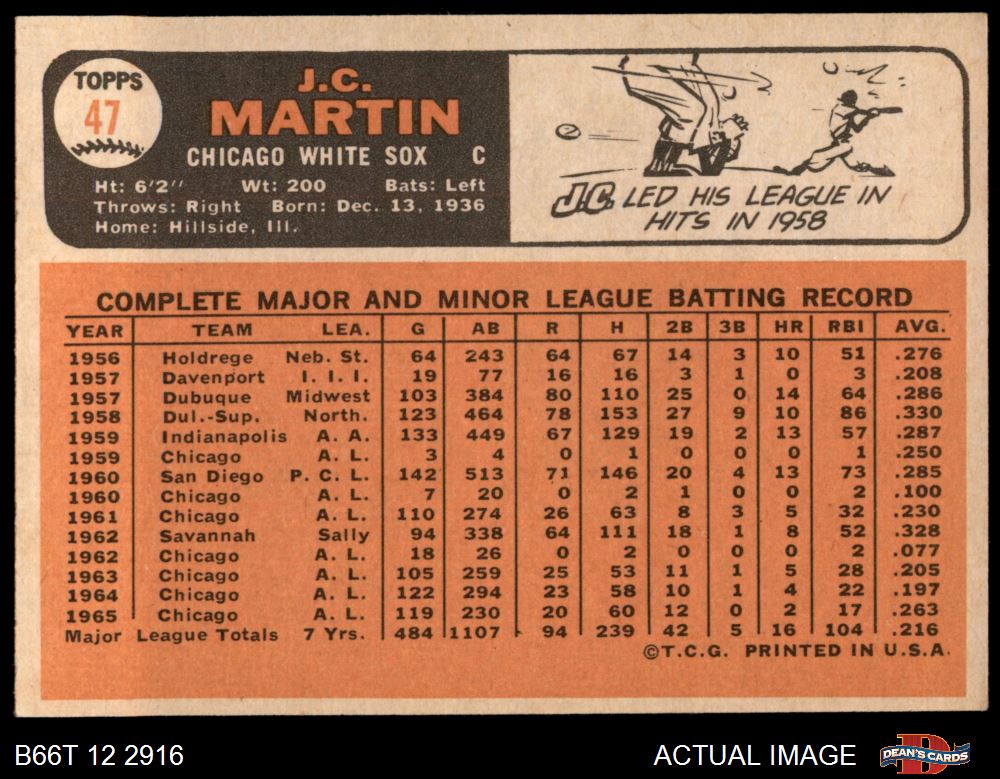 TOPPS
47
J.C.
MARTIN
CHICAGO WHITE SOX C
Ht: 6'2" Wt: 200 Bats: Left
Throws: Right Born: Dec. 13, 1936
Home: Hillside, Ill.
J.C. LED HIS LEAGUE IN
HITS IN 1958
COMPLETE MAJOR AND MINOR LEAGUE BATTING RECORD
YEAR TEAM LEA. G AB R H 2B 3B HR RBI AVG.
1956 Holdrege Neb. St. 64 243 64 67 14 3 10 51 .276
1957 Davenport I. I. I. 19 77 16 16 3 1 0 3 .208
1957 Dubuque Midwest 103 384 80 110 25 0 14 64 .286
1958 Dul.-Sup. North. 123 464 78 153 27 9 10 86 .330
1959 Indianapolis A. A. 133 449 67 129 19 2 13 57 .287
1959 Chicago A. L. 3 4 0 1 0 0 0 1 .250
1960 San Diego P. C. L. 142 513 71 146 20 4 13 73 .285
1960 Chicago A. L. 7 20 0 2 1 0 0 2 .100
1961 Chicago A. L. 110 274 26 63 8 3 5 32 .230
1962 Savannah Sally 94 338 64 111 18 1 8 52 .328
1962 Chicago A. L. 18 26 0 2 0 0 0 2 .077
1963 Chicago A. L. 105 259 25 53 11 1 5 28 .205
1964 Chicago A. L. 122 294 23 58 10 1 4 22 .197
1965 Chicago A. L. 119 230 20 60 12 0 2 17 .263
Major League Totals 7 Yrs. 484 1107 94 239 42 5 16 104 .216
©T.C.G. PRINTED IN U.S.A.
B66T 12 2916 ACTUAL IMAGE DEAN'S CARDS